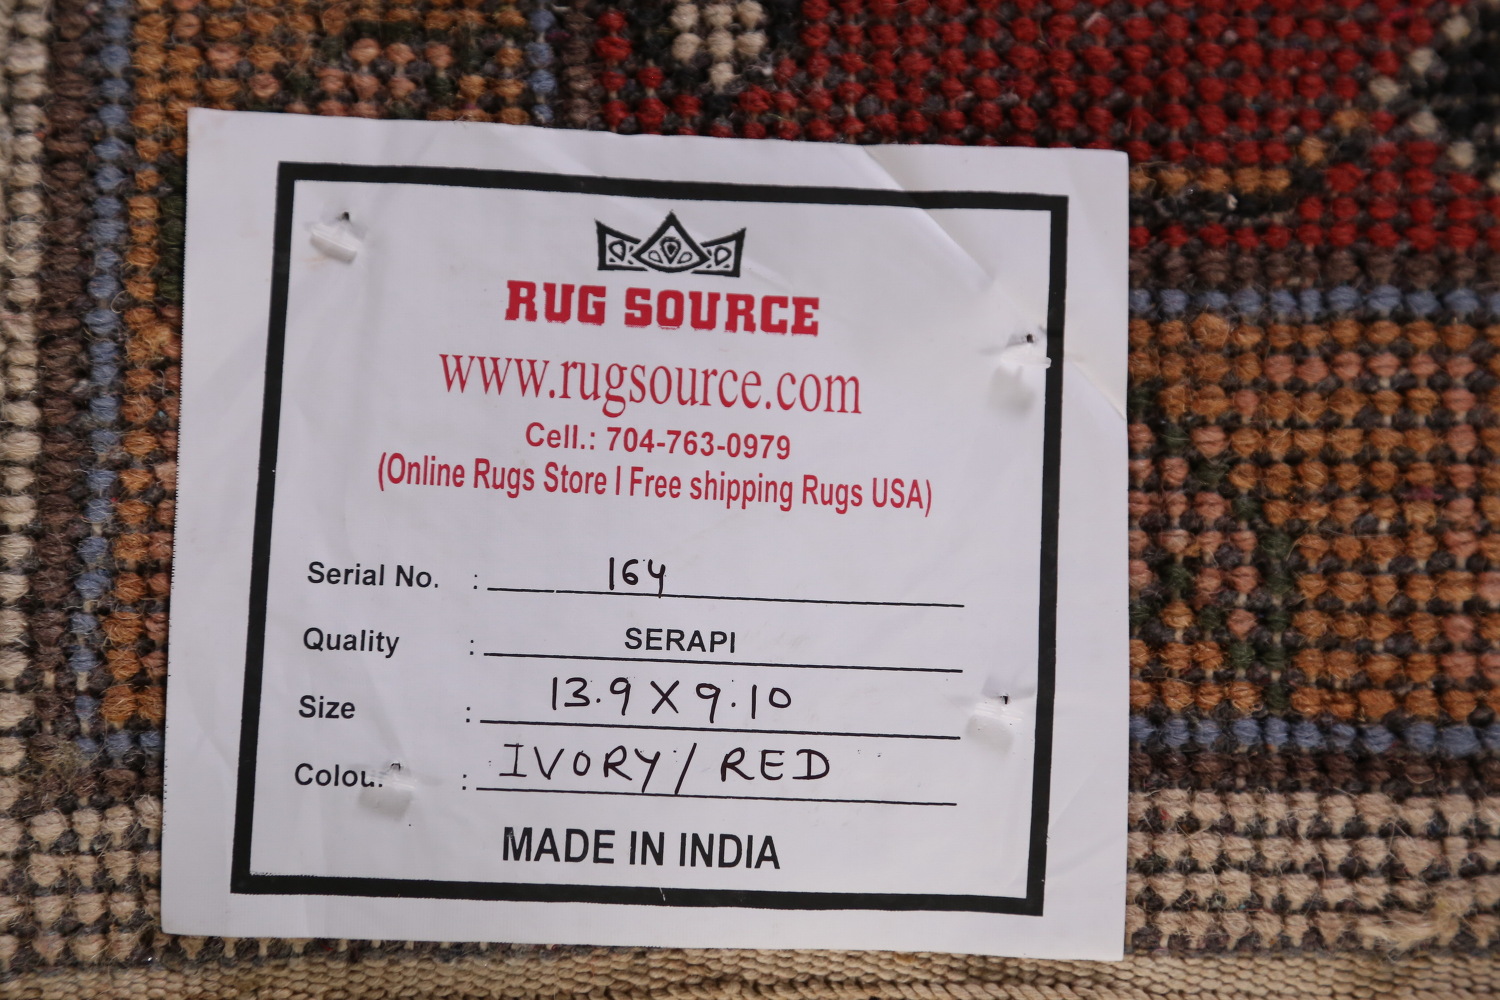 RUG SOURCE
www.rugsource.com
Cell.: 704-763-0979
(Online Rugs Store I Free shipping Rugs USA)
Serial No. : 164
Quality : SERAPI
Size : 13.9 X 9.10
Colour : IVORY / RED
MADE IN INDIA